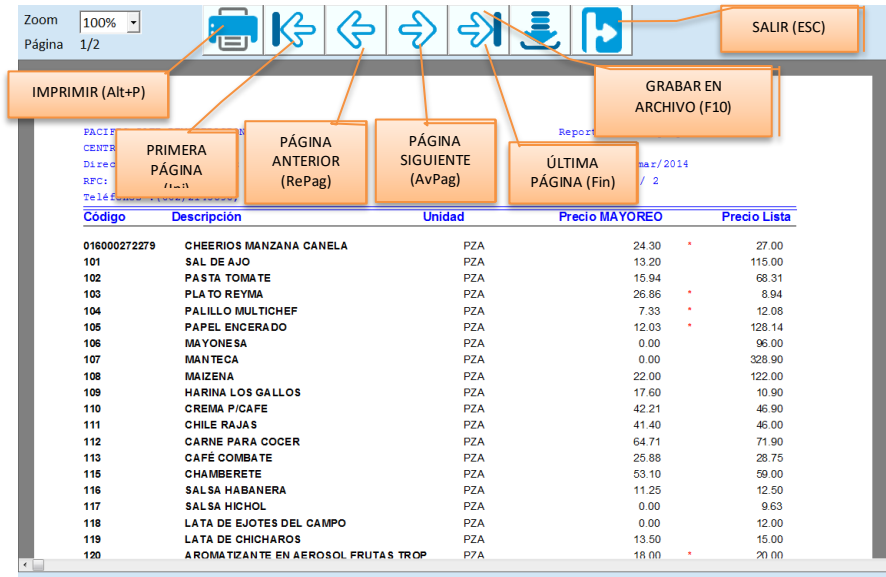 Zoom 100%
Página 1/2
SALIR (ESC)
IMPRIMIR (Alt+P)
GRABAR EN
ARCHIVO (F10)
PRIMERA
PÁGINA
PÁGINA
ANTERIOR
(RePag)
PÁGINA
SIGUIENTE
(AvPag)
ÚLTIMA
PÁGINA (Fin)
mar/2014
/ 2
RFC:
Código Descripción Unidad Precio MAYOREO Precio Lista
016000272279 CHEERIOS MANZANA CANELA PZA 24.30 * 27.00
101 SAL DE AJO PZA 13.20 115.00
102 PASTA TOMATE PZA 15.94 68.31
103 PLATO REYMA PZA 26.86 * 8.94
104 PALILLO MULTICHEF PZA 7.33 * 12.08
105 PAPEL ENCERADO PZA 12.03 * 128.14
106 MAYONESA PZA 0.00 96.00
107 MANTECA PZA 0.00 328.90
108 MAIZENA PZA 22.00 122.00
109 HARINA LOS GALLOS PZA 17.60 10.90
110 CREMA P/CAFE PZA 42.21 46.90
111 CHILE RAJAS PZA 41.40 46.00
112 CARNE PARA COCER PZA 64.71 71.90
113 CAFÉ COMBATE PZA 25.88 28.75
115 CHAMBERETE PZA 53.10 59.00
116 SALSA HABANERA PZA 11.25 12.50
117 SALSA HICHOL PZA 0.00 9.63
118 LATA DE EJOTES DEL CAMPO PZA 0.00 12.00
119 LATA DE CHICHAROS PZA 13.50 15.00
120 AROMATIZANTE EN AEROSOL FRUTAS TROP PZA 18.00 * 20.00